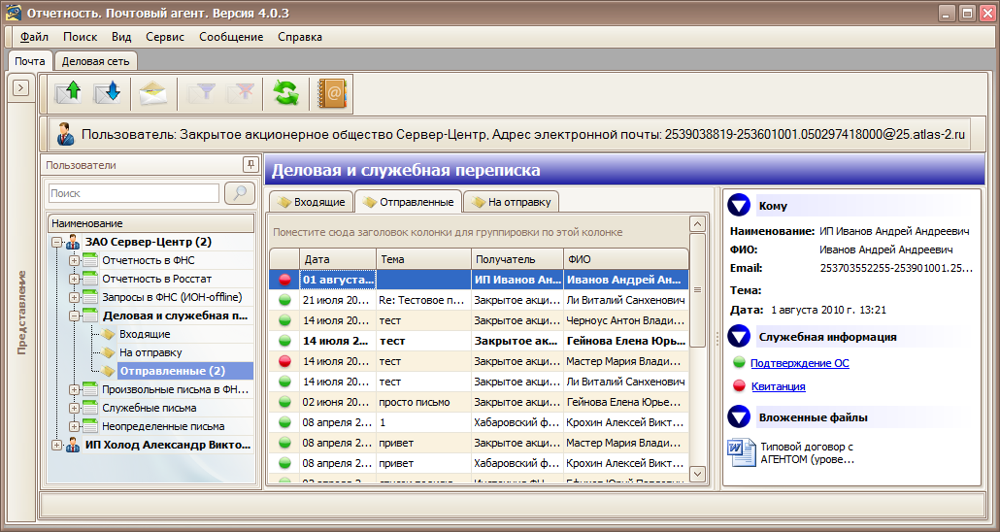 Отчетность. Почтовый агент. Версия 4.0.3
Файл Поиск Вид Сервис Сообщение Справка
Почта Деловая сеть
Представление
Пользователь: Закрытое акционерное общество Сервер-Центр, Адрес электронной почты: 2539038819-253601001.050297418000@25.atlas-2.ru
Пользователи
Поиск
Наименование
ЗАО Сервер-Центр (2)
Отчетность в ФНС
Отчетность в Росстат
Запросы в ФНС (ИОН-offline)
Деловая и служебная п...
Входящие
На отправку
Отправленные (2)
Произвольные письма в ФН...
Служебные письма
Неопределенные письма
ИП Холод Александр Викто...
Деловая и служебная переписка
Входящие Отправленные На отправку
Поместите сюда заголовок колонки для группировки по этой колонке
Дата Тема Получатель ФИО
01 августа... ИП Иванов Ан... Иванов Андрей Ан...
21 июля 20... Re: Тестовое п... Закрытое акци... Ли Виталий Санхенович
14 июля 20... тест Закрытое акци... Черноус Антон Влади...
14 июля 2... тест Закрытое ак... Гейнова Елена Юрь...
14 июля 20... тест Закрытое акци... Мастер Мария Влади...
14 июля 20... тест Закрытое акци... Ли Виталий Санхенович
02 июня 20... просто письмо Закрытое акци... Гейнова Елена Юрье...
08 апреля 2... 1 Хабаровский ф... Крохин Алексей Викт...
08 апреля 2... привет Закрытое акци... Мастер Мария Влади...
08 апреля 2... привет Хабаровский ф... Крохин Алексей Викт...
Кому
Наименование: ИП Иванов Андрей Андреевич
ФИО: Иванов Андрей Андреевич
Email: 253703552255-253901001.25...
Тема:
Дата: 1 августа 2010 г. 13:21
Служебная информация
Подтверждение ОС
Квитанция
Вложенные файлы
Типовой договор с
АГЕНТОМ (урове...